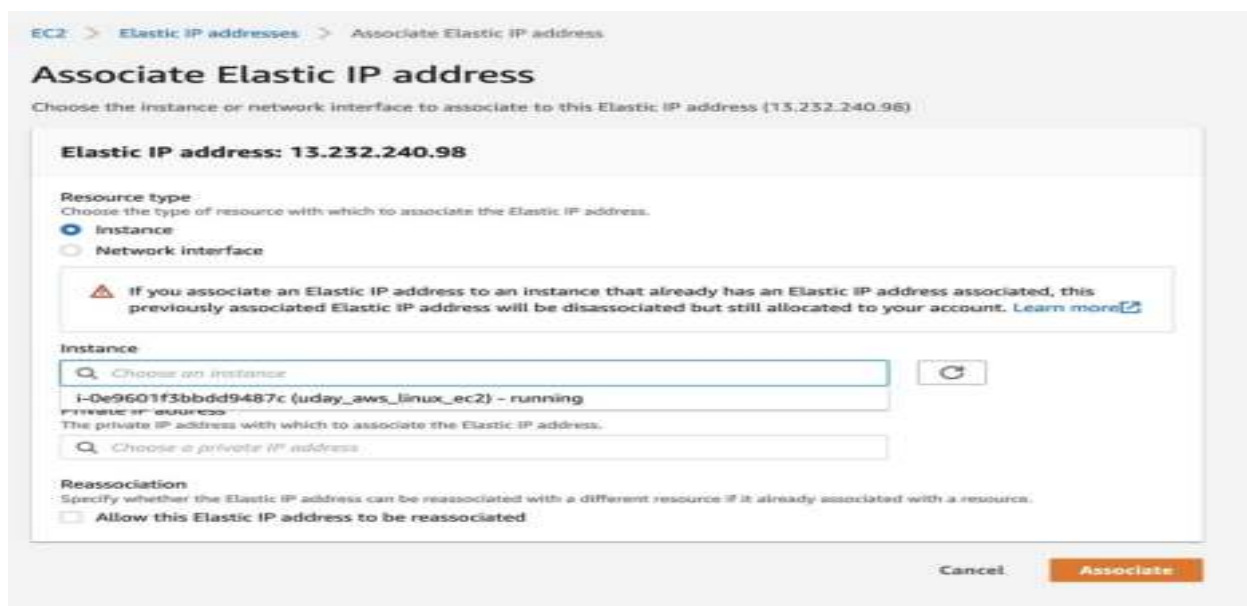 EC2 > Elastic IP addresses > Associate Elastic IP address
Associate Elastic IP address
Choose the instance or network interface to associate to this Elastic IP address (13.232.240.98)
Elastic IP address: 13.232.240.98
Resource type
Choose the type of resource with which to associate the Elastic IP address.
Instance
Network interface
If you associate an Elastic IP address to an instance that already has an Elastic IP address associated, this
previously associated Elastic IP address will be disassociated but still allocated to your account. Learn more
Instance
Choose an instance
i-0e9601f3bbdd9487c (uday_aws_linux_ec2) - running
Private IP address
The private IP address with which to associate the Elastic IP address.
Choose a private IP address
Reassociation
Specify whether the Elastic IP address can be reassociated with a different resource if it already associated with a resource.
Allow this Elastic IP address to be reassociated
Cancel
Associate